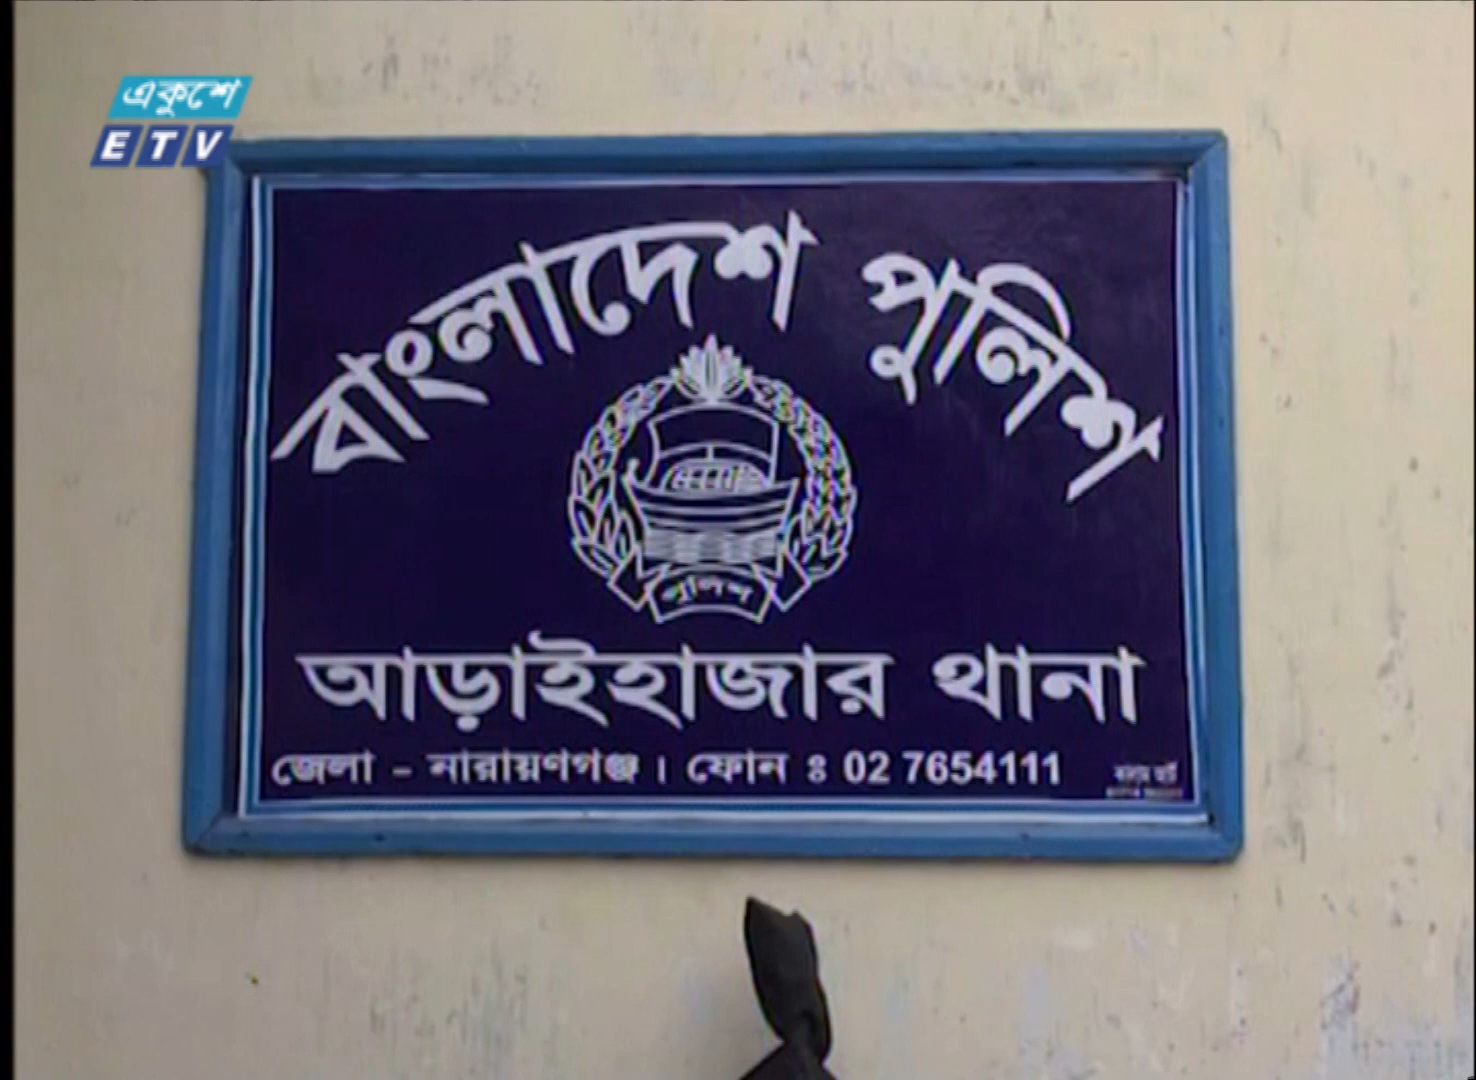 একুশে
ETV
বাংলাদেশ পুলিশ
পুলিশ
আড়াইহাজার থানা
জেলা - নারায়ণগঞ্জ । ফোন ঃ 02 7654111